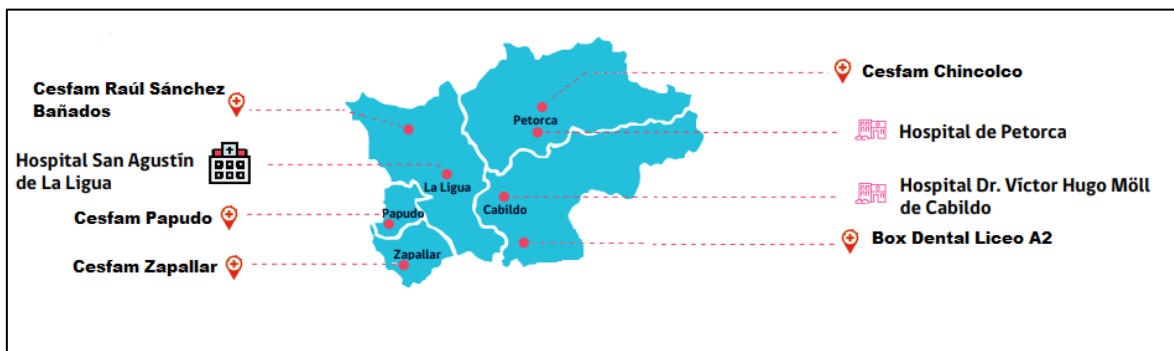 Cesfam Raúl Sánchez
Bañados
Hospital San Agustín
de La Ligua
Cesfam Papudo
Cesfam Zapallar
Petorca
La Ligua
Cabildo
Papudo
Zapallar
Cesfam Chincolco
Hospital de Petorca
Hospital Dr. Víctor Hugo Möll
de Cabildo
Box Dental Liceo A2